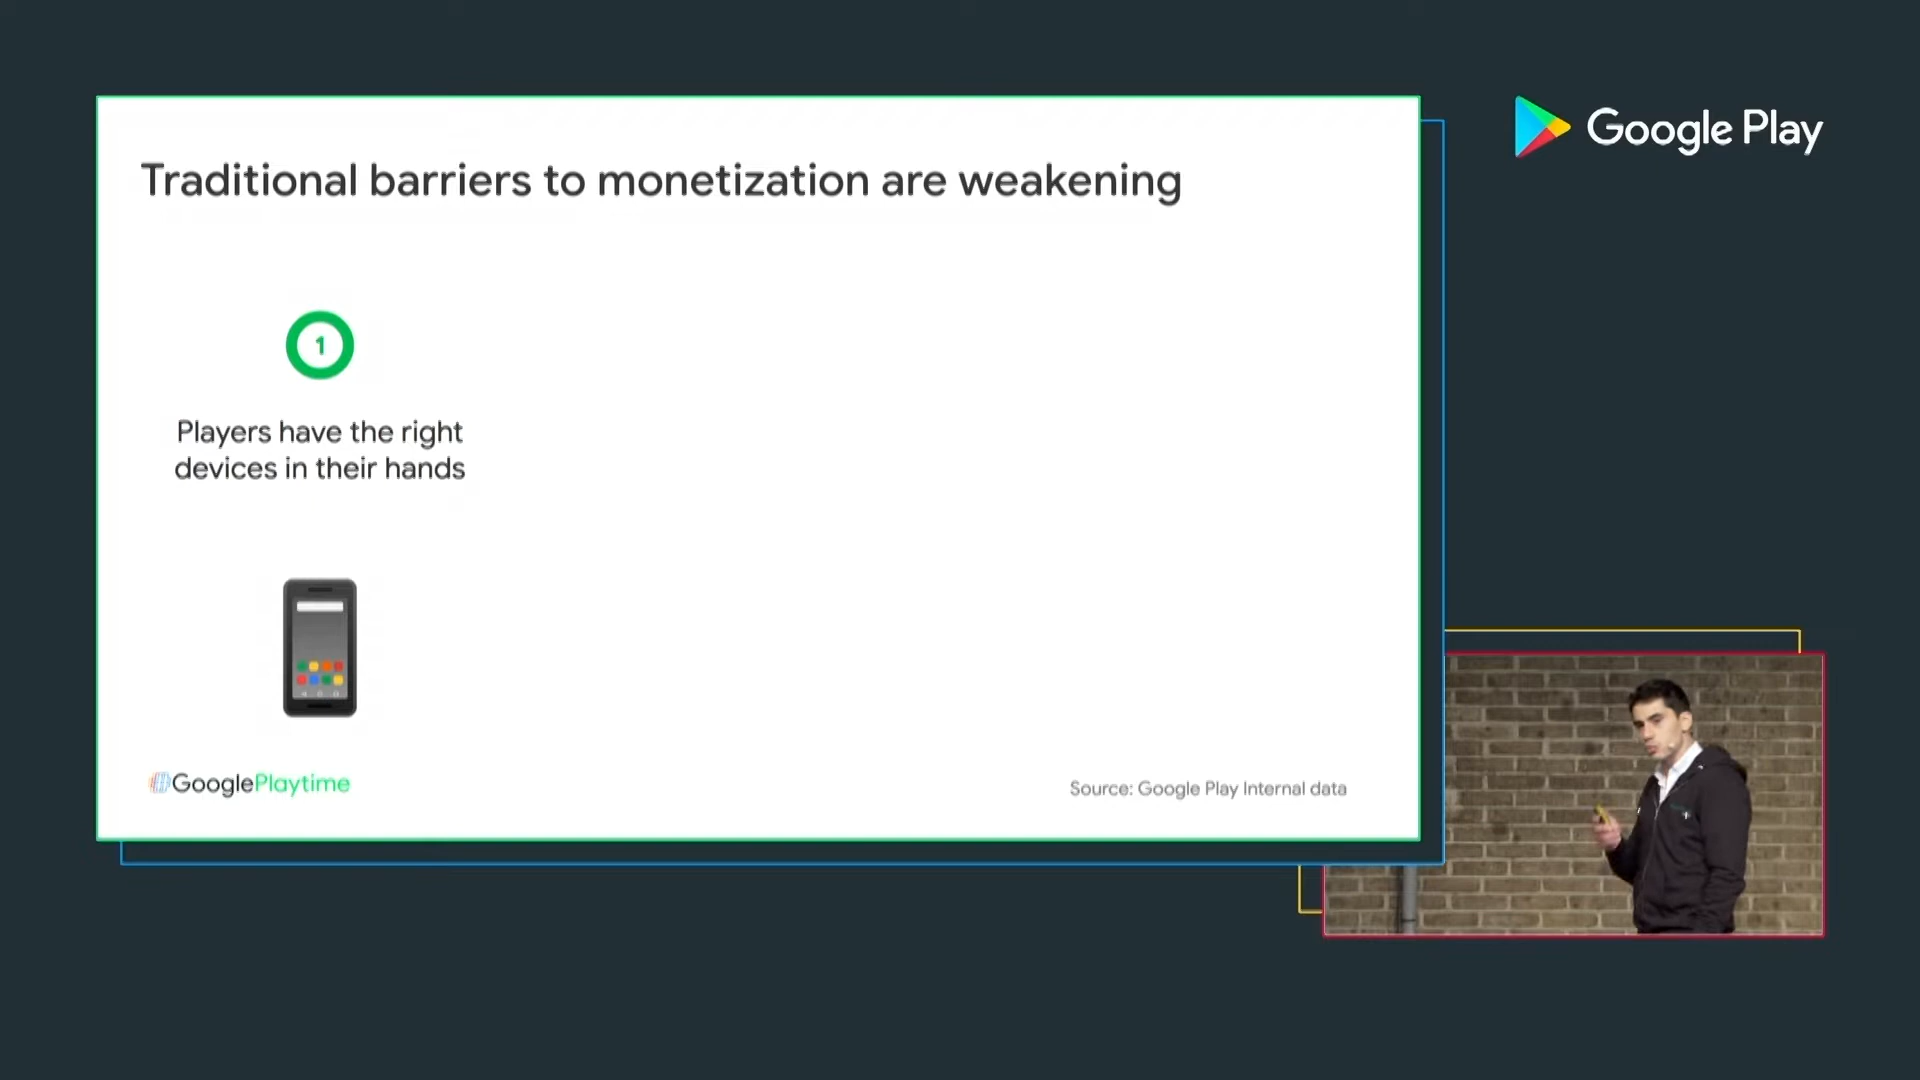 Traditional barriers to monetization are weakening
Google Play
1
Players have the right
devices in their hands
GooglePlaytime
Source: Google Play Internal data